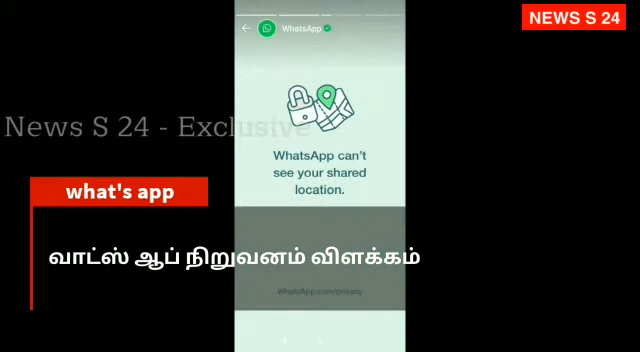 NEWS S 24
WhatsApp
News S 24 - Exclusive
WhatsApp can't
see your shared
location.
what's app
வாட்ஸ் ஆப் நிறுவனம் விளக்கம்
WhatsApp.com/privacy